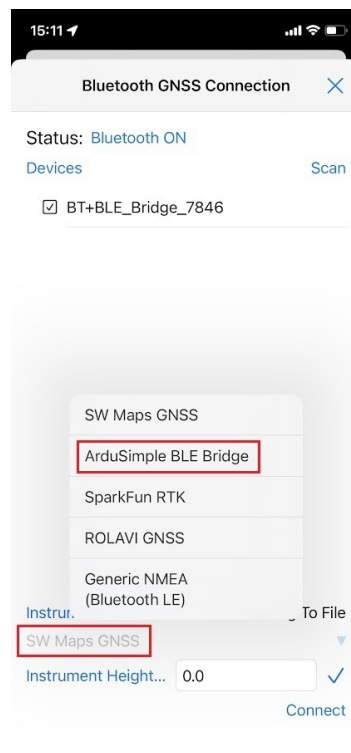 15:11
Bluetooth GNSS Connection
Status: Bluetooth ON
Devices Scan
BT+BLE_Bridge_7846
SW Maps GNSS
ArduSimple BLE Bridge
SparkFun RTK
ROLAVI GNSS
Generic NMEA
(Bluetooth LE)
To File
SW Maps GNSS
Instrument Height... 0.0
Connect